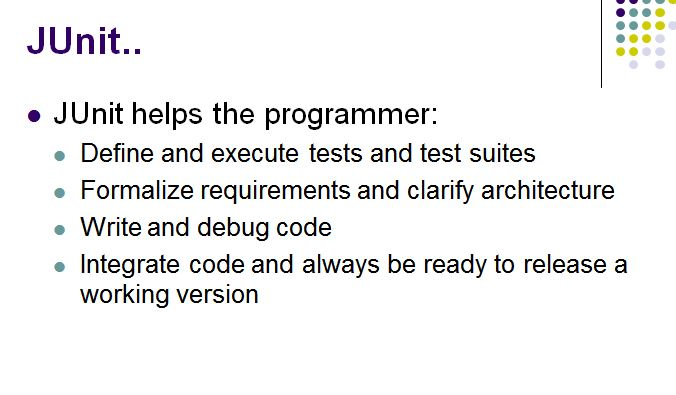 JUnit..
JUnit helps the programmer:
Define and execute tests and test suites
Formalize requirements and clarify architecture
Write and debug code
Integrate code and always be ready to release a
working version